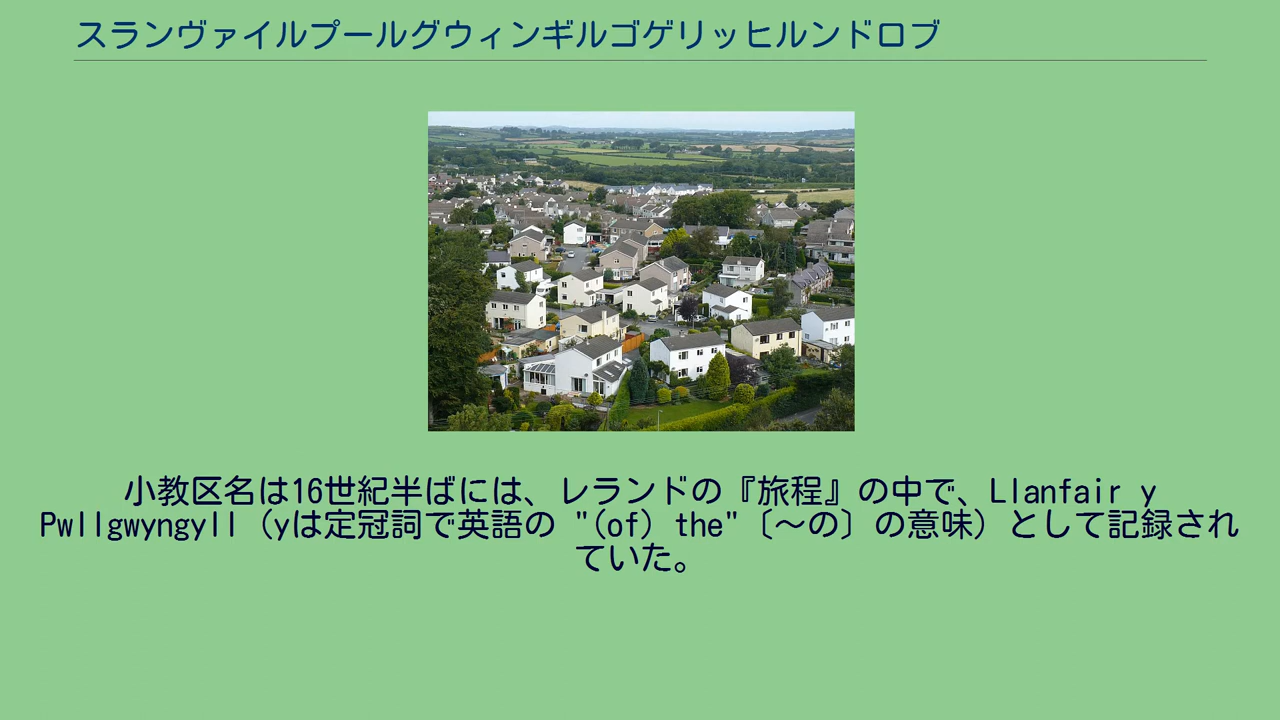 スランヴァイルプールグウィンギルゴゲリッヒルンドロブ
小教区名は16世紀半ばには、レランドの『旅程』の中で、Llanfair y
Pwllgwyngyll（yは定冠詞で英語の "(of) the"〔〜の〕の意味）として記録され
ていた。